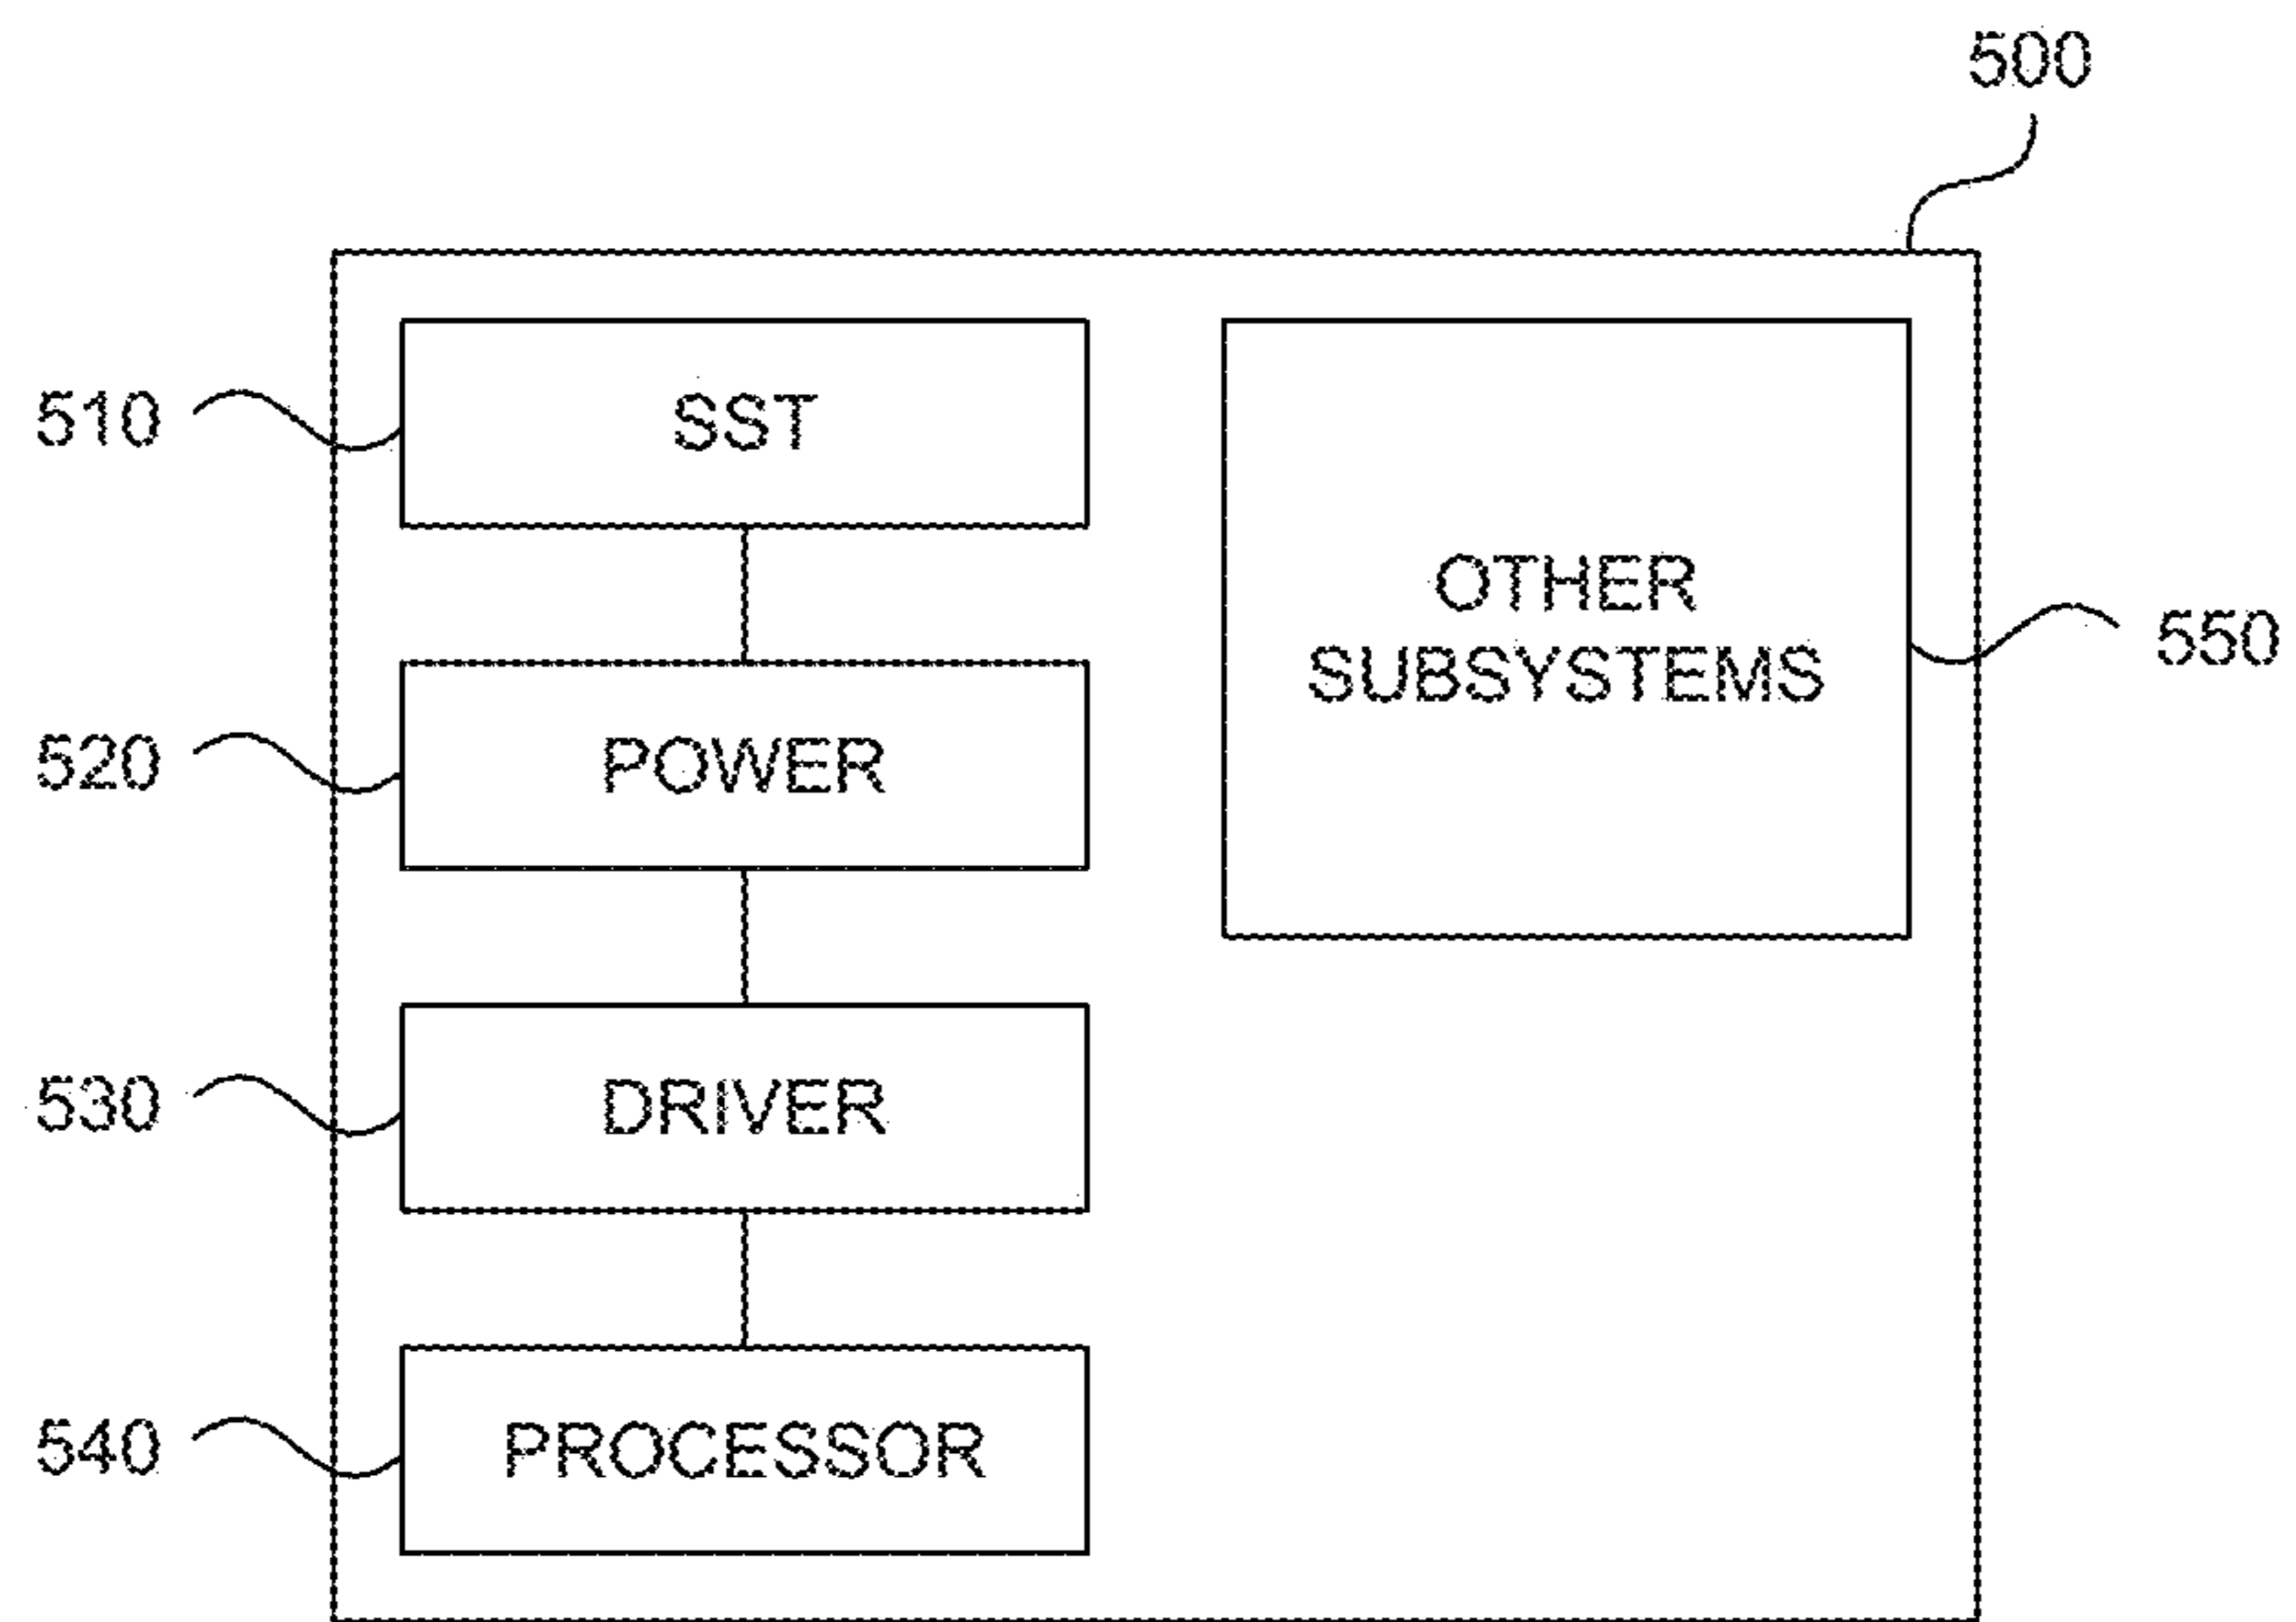 500
510
SST
OTHER
SUBSYSTEMS
550
520
POWER
530
DRIVER
540
PROCESSOR